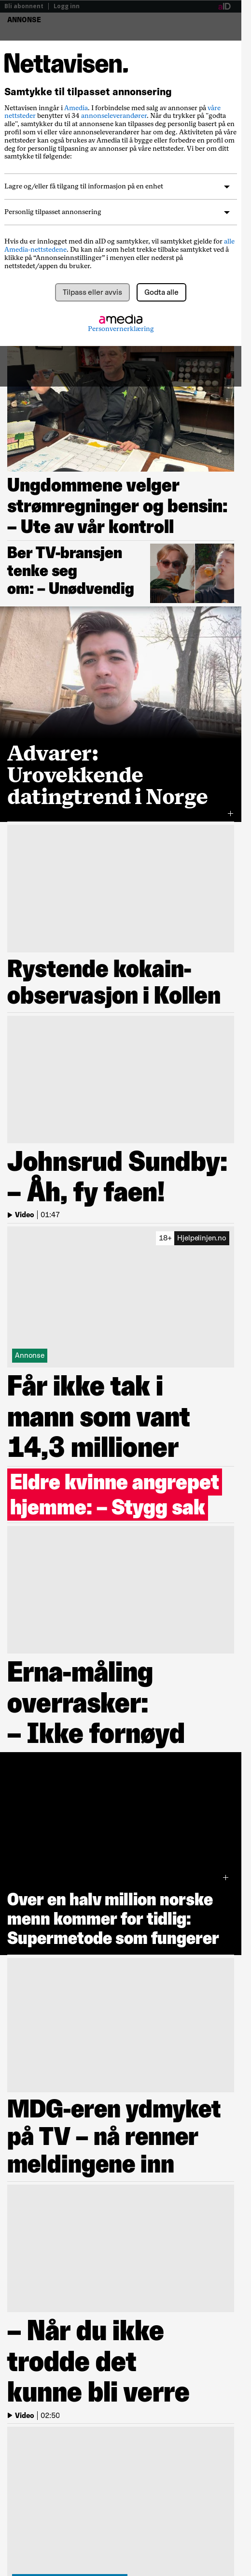 Bli abonnent | Logg inn
aID
ANNONSE
Nettavisen.
Samtykke til tilpasset annonsering
Nettavisen inngår i Amedia. I forbindelse med salg av annonser på våre
nettsteder benytter vi 34 annonseleverandører. Når du trykker på "godta
alle", samtykker du til at annonsene kan tilpasses deg personlig basert på en
profil som vi eller våre annonseleverandører har om deg. Aktiviteten på våre
nettsteder kan også brukes av Amedia til å bygge eller forbedre en profil om
deg for personlig tilpasning av annonser på våre nettsteder. Vi ber om ditt
samtykke til følgende:
Lagre og/eller få tilgang til informasjon på en enhet
Personlig tilpasset annonsering
Hvis du er innlogget med din aID og samtykker, vil samtykket gjelde for alle
Amedia-nettstedene. Du kan når som helst trekke tilbake samtykket ved å
klikke på “Annonseinnstillinger” i menyen eller nederst på
nettstedet/appen du bruker.
Tilpass eller avvis
Godta alle
amedia
Personvernerklæring
Ungdommene velger
strømregninger og bensin:
– Ute av vår kontroll
Ber TV-bransjen
tenke seg
om: – Unødvendig
Advarer:
Urovekkende
datingtrend i Norge
Rystende kokain-
observasjon i Kollen
Johnsrud Sundby:
– Åh, fy faen!
Video | 01:47
18+ Hjelpelinjen.no
Annonse
Får ikke tak i
mann som vant
14,3 millioner
Eldre kvinne angrepet
hjemme: – Stygg sak
Erna-måling
overrasker:
– Ikke fornøyd
Over en halv million norske
menn kommer for tidlig:
Supermetode som fungerer
MDG-eren ydmyket
på TV – nå renner
meldingene inn
– Når du ikke
trodde det
kunne bli verre
Video | 02:50